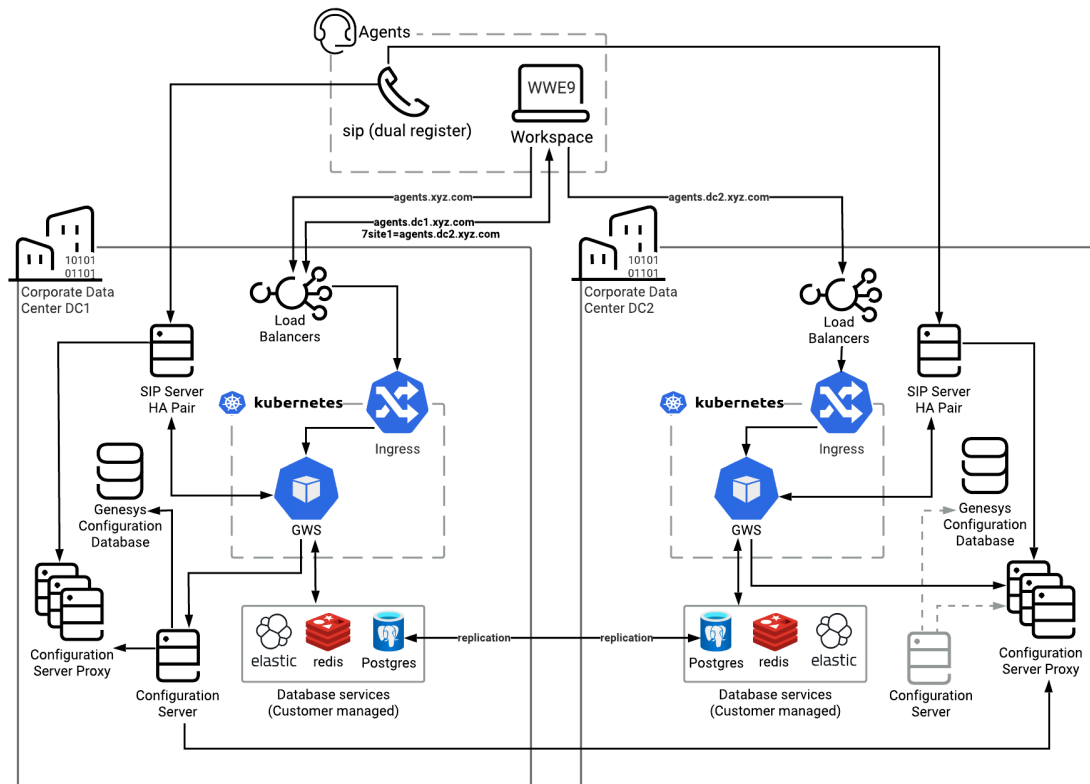 Agents
WWE9
sip (dual register)
Workspace
agents.xyz.com
agents.dc2.xyz.com
agents.dc1.xyz.com
7site1=agents.dc2.xyz.com
10101
01101
Corporate Data
Center DC1
10101
01101
Corporate Data
Center DC2
Load
Balancers
Load
Balancers
SIP Server
HA Pair
SIP Server
HA Pair
kubernetes
kubernetes
Ingress
Ingress
Genesys
Configuration
Database
GWS
GWS
Genesys
Configuration
Database
elastic
redis
Postgres
replication
replication
Postgres
redis
elastic
Configuration
Server Proxy
Configuration
Server Proxy
Configuration
Server
Database services
(Customer managed)
Database services
(Customer managed)
Configuration
Server